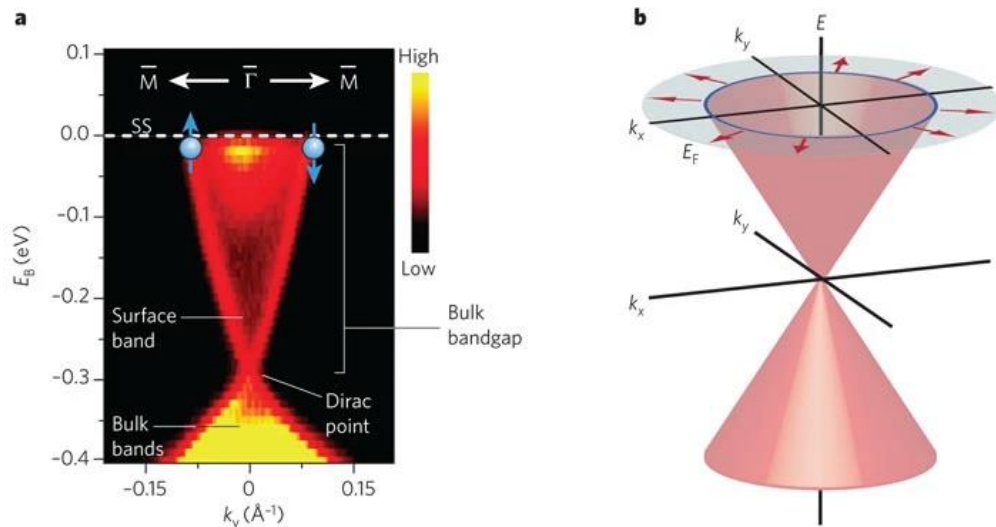 a
0.1
0.0
−0.1
−0.2
−0.3
−0.4
E_B (eV)
M̅ ← Γ̅ → M̅
SS
Surface
band
Bulk
bands
Dirac
point
Bulk
bandgap
−0.15 0 0.15
k_y (Å⁻¹)
High
Low
b
E
k_y
k_x
E_F
k_y
k_x